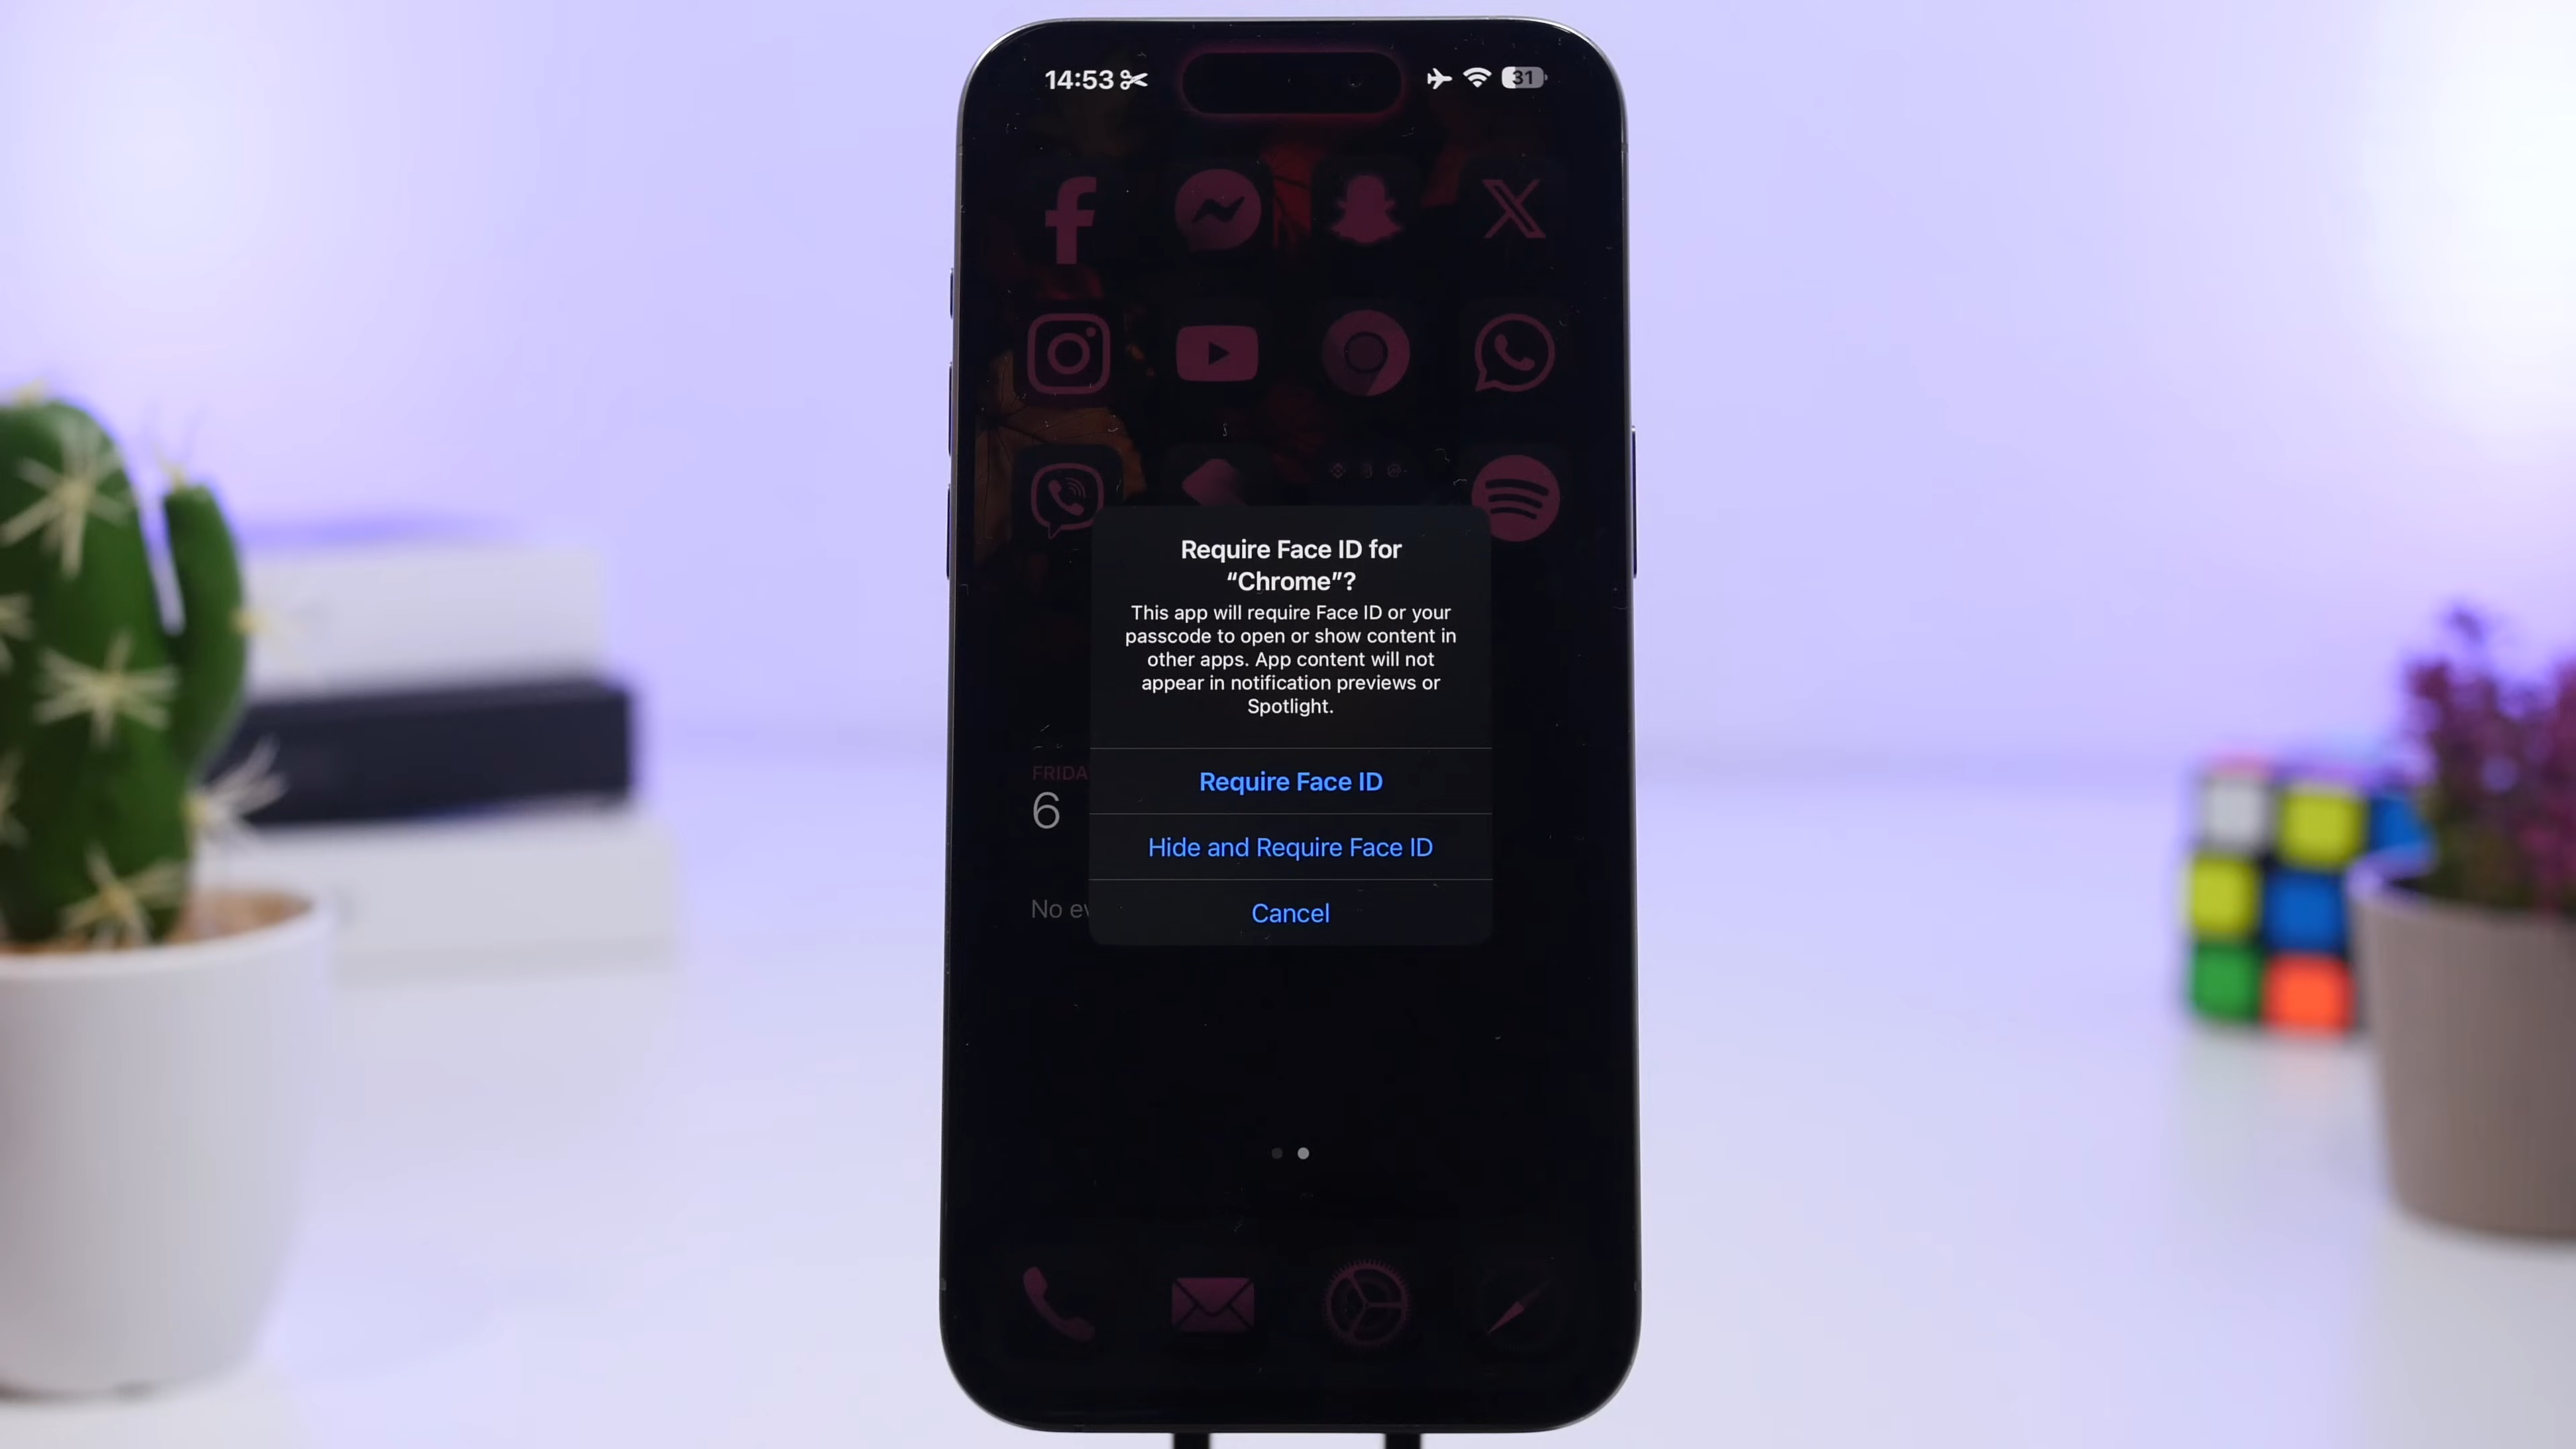 14:53
31
Require Face ID for
“Chrome”?
This app will require Face ID or your
passcode to open or show content in
other apps. App content will not
appear in notification previews or
Spotlight.
FRIDA
6
Require Face ID
Hide and Require Face ID
No ev
Cancel